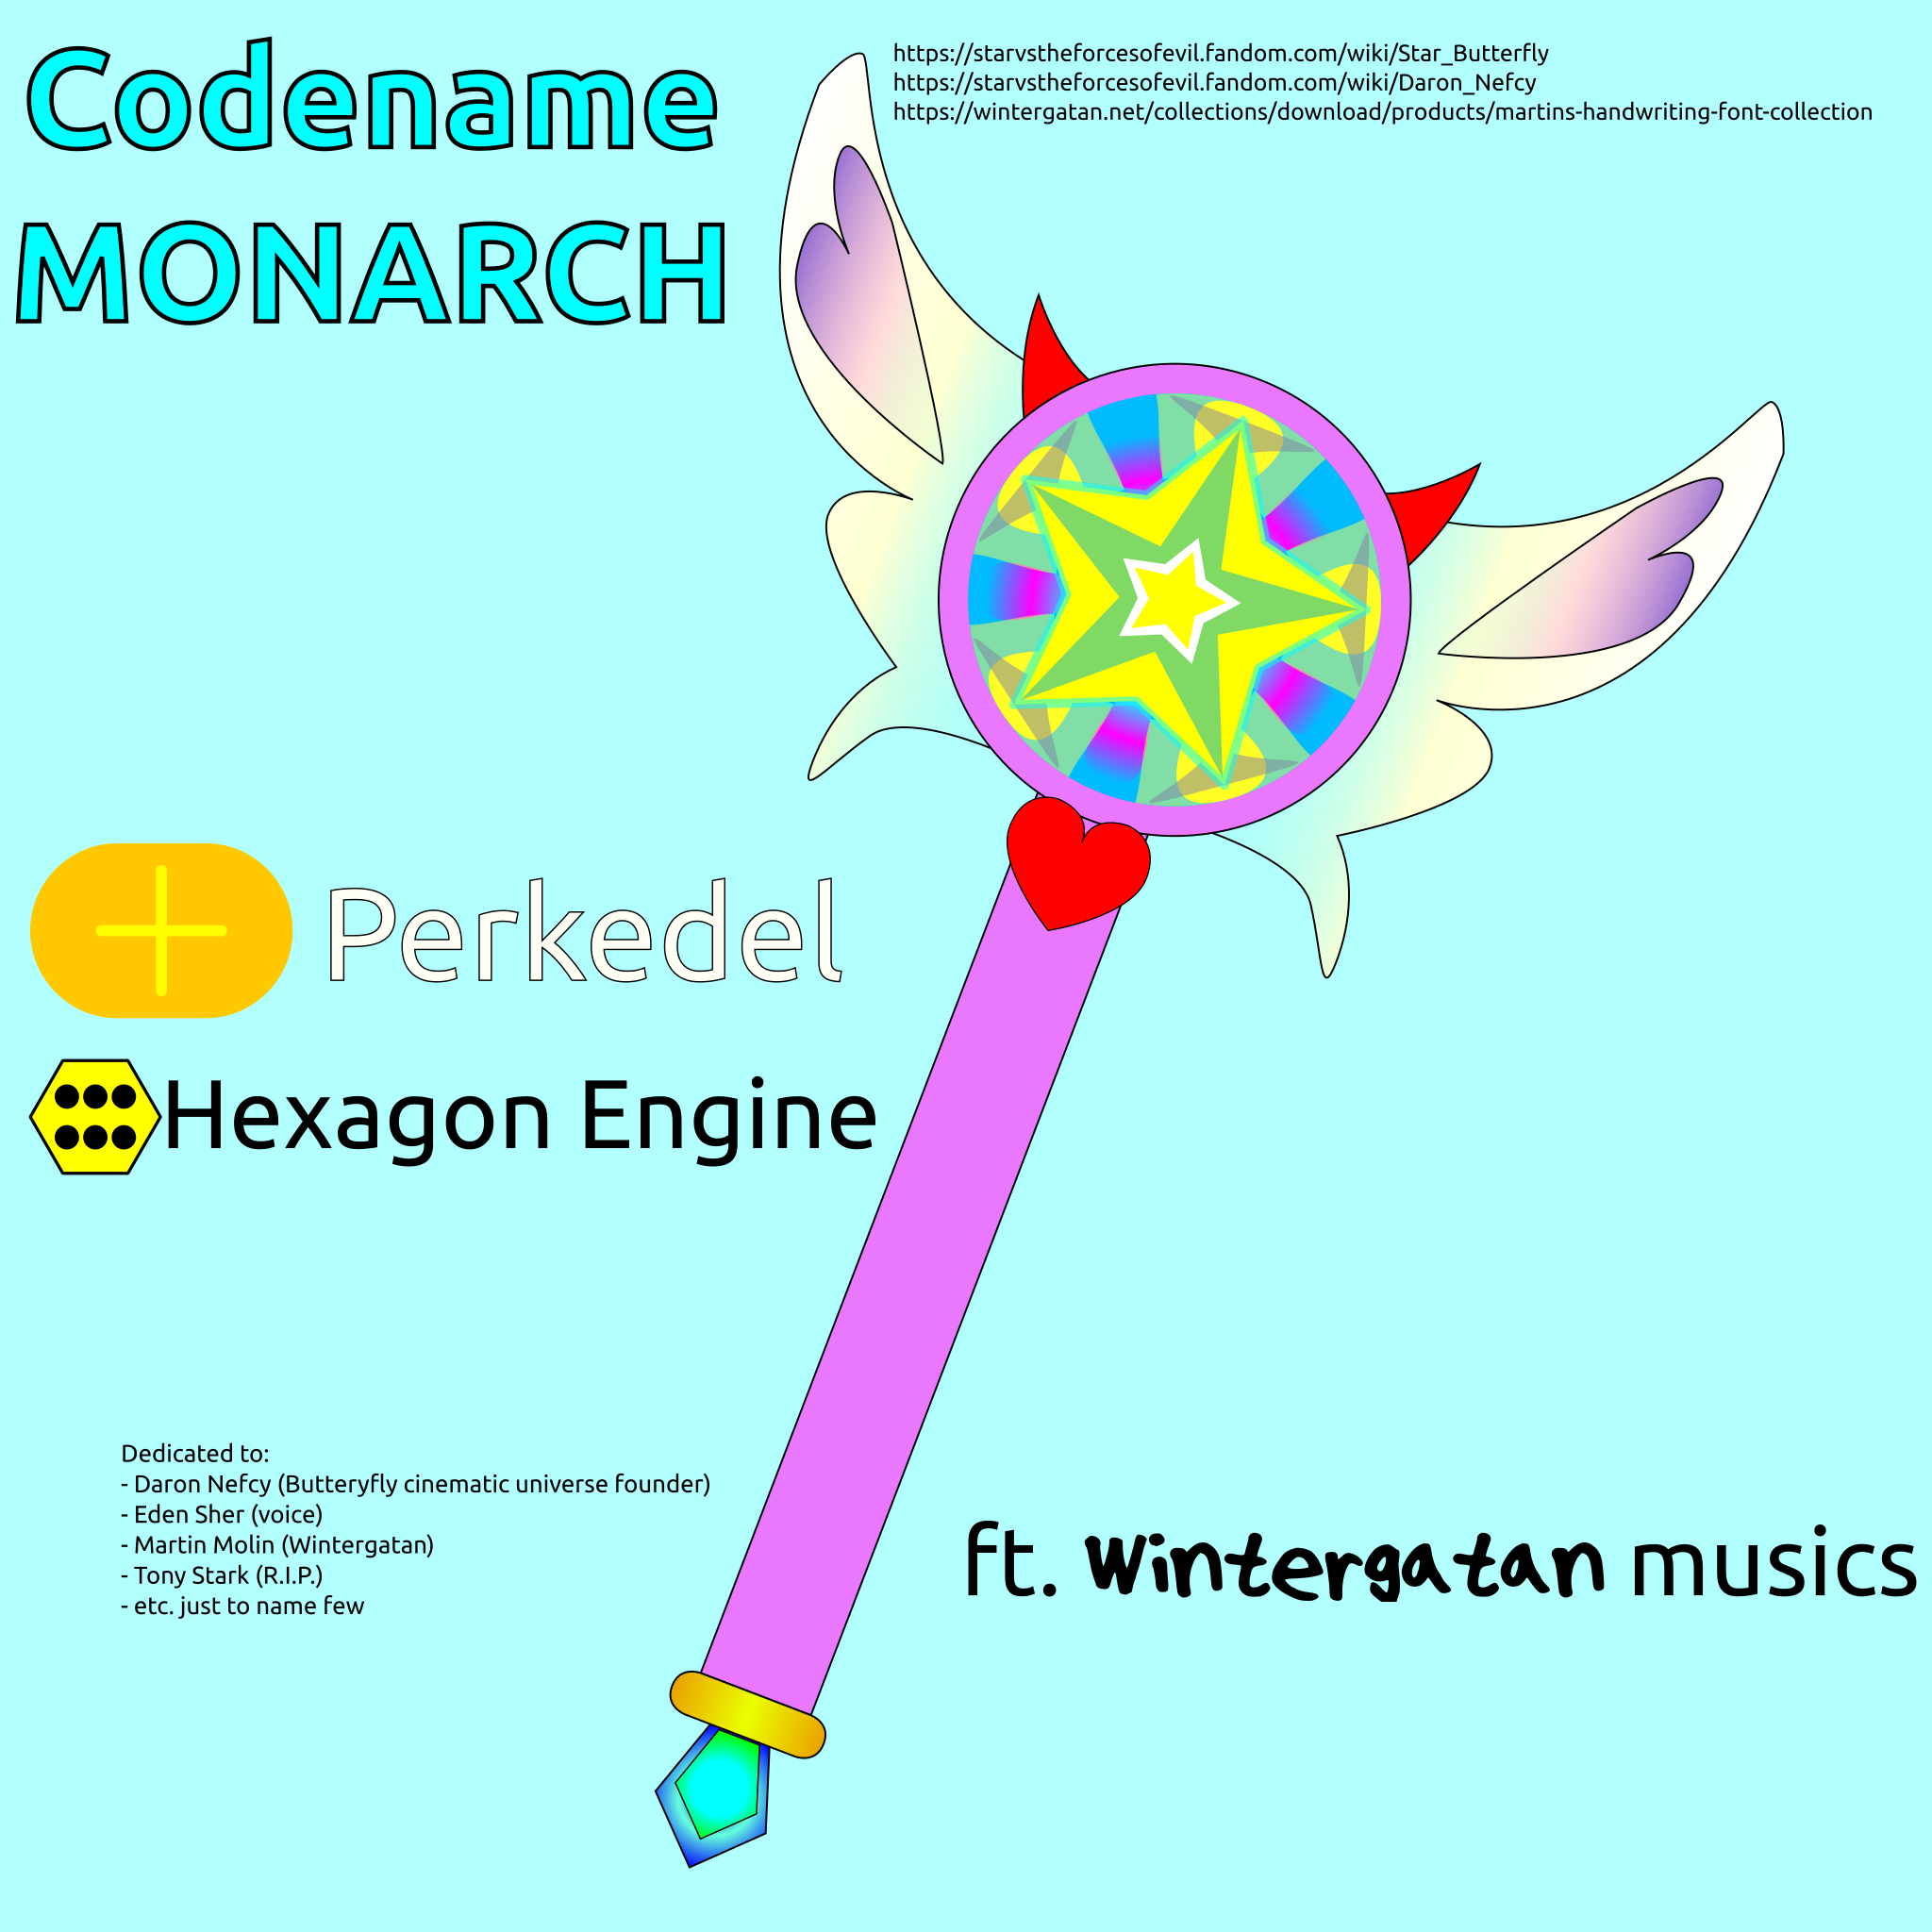 Codename
MONARCH
https://starvstheforcesofevil.fandom.com/wiki/Star_Butterfly
https://starvstheforcesofevil.fandom.com/wiki/Daron_Nefcy
https://wintergatan.net/collections/download/products/martins-handwriting-font-collection
Perkedel
Hexagon Engine
Dedicated to:
- Daron Nefcy (Butteryfly cinematic universe founder)
- Eden Sher (voice)
- Martin Molin (Wintergatan)
- Tony Stark (R.I.P.)
- etc. just to name few
ft. Wintergatan musics